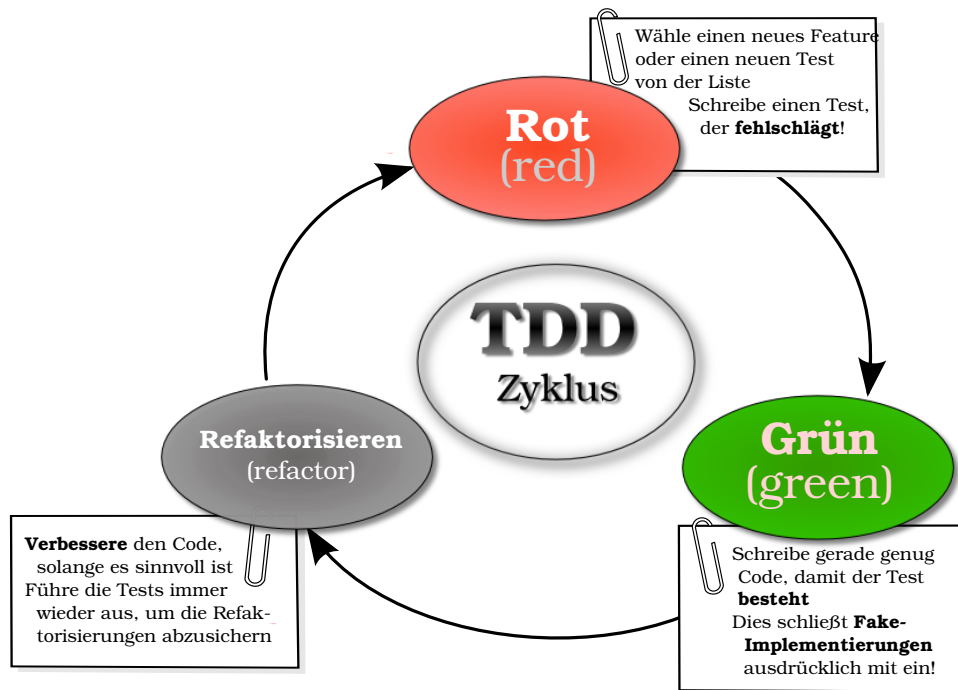 Wähle einen neues Feature
oder einen neuen Test
von der Liste
Schreibe einen Test,
der fehlschlägt!
Rot
(red)
TDD
Zyklus
Grün
(green)
Schreibe gerade genug
Code, damit der Test
besteht
Dies schließt Fake-
Implementierungen
ausdrücklich mit ein!
Refaktorisieren
(refactor)
Verbessere den Code,
solange es sinnvoll ist
Führe die Tests immer
wieder aus, um die Refak-
torisierungen abzusichern